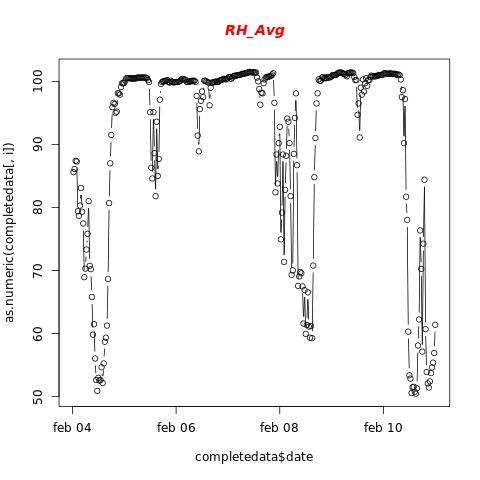 RH_Avg
as.numeric(completedata[, i])
100
90
80
70
60
50
feb 04
feb 06
feb 08
feb 10
completedata$date